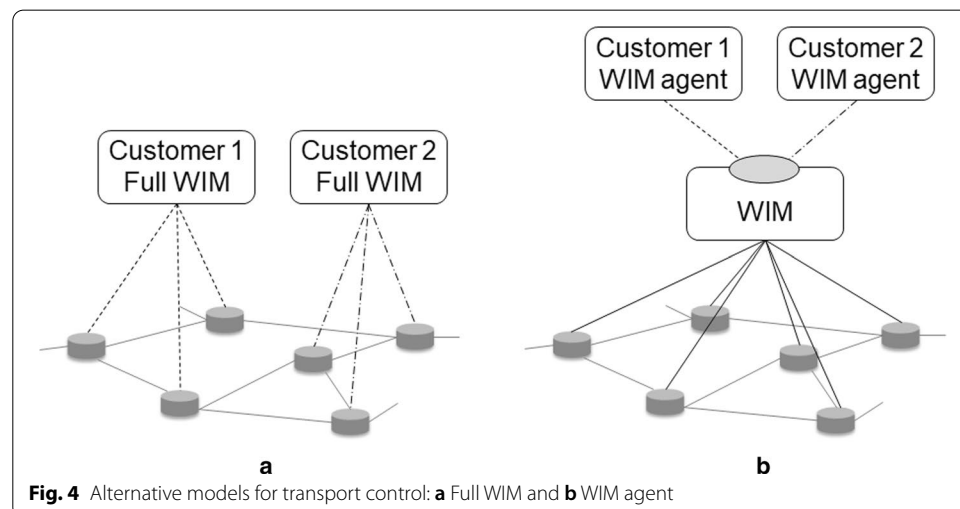 Customer 1
Full WIM
Customer 2
Full WIM
a
Customer 1
WIM agent
Customer 2
WIM agent
WIM
b
Fig. 4 Alternative models for transport control: a Full WIM and b WIM agent